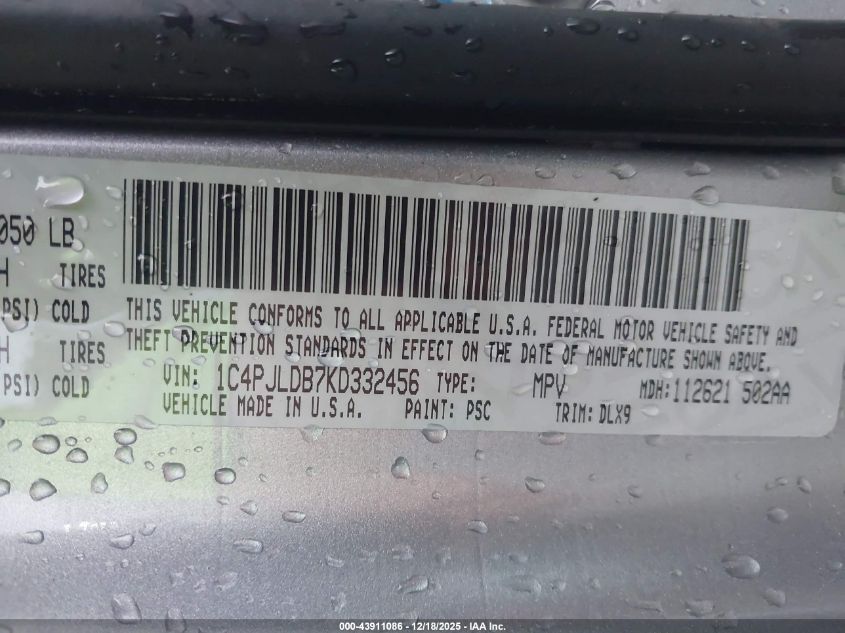 050 LB
H TIRES
PSI) COLD
H TIRES
PSI) COLD
THIS VEHICLE CONFORMS TO ALL APPLICABLE U.S.A. FEDERAL MOTOR VEHICLE SAFETY AND
THEFT PREVENTION STANDARDS IN EFFECT ON THE DATE OF MANUFACTURE SHOWN ABOVE.
VIN: 1C4PJLDB7KD332456 TYPE: MPV MDH:112621 502AA
VEHICLE MADE IN U.S.A. PAINT: PSC TRIM: DLX9
000-43911086 - 12/18/2025 - IAA Inc.